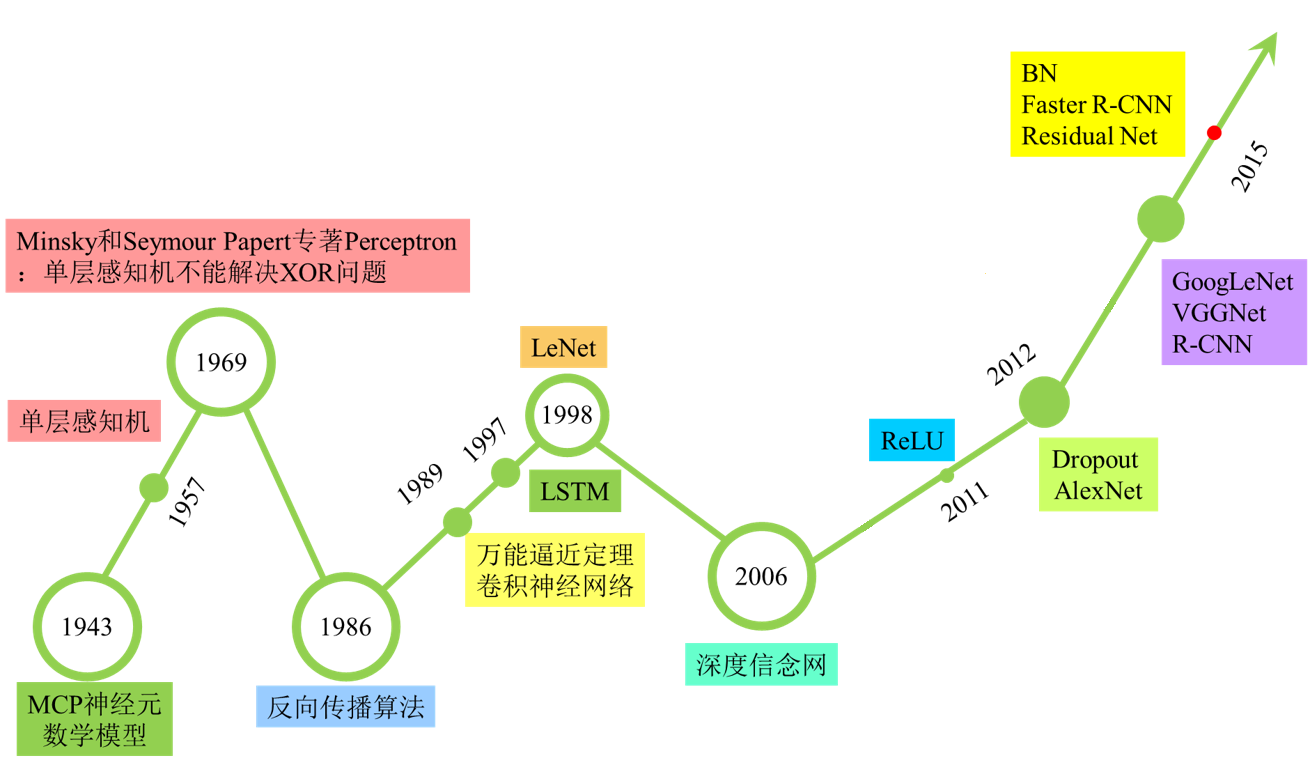 BN
Faster R-CNN
Residual Net
2015
Minsky和Seymour Papert专著Perceptron
：单层感知机不能解决XOR问题
GoogLeNet
VGGNet
R-CNN
LeNet
1969
2012
1998
单层感知机
1997
ReLU
1989
Dropout
AlexNet
1957
LSTM
2011
万能逼近定理
卷积神经网络
2006
1943
1986
深度信念网
MCP神经元
数学模型
反向传播算法